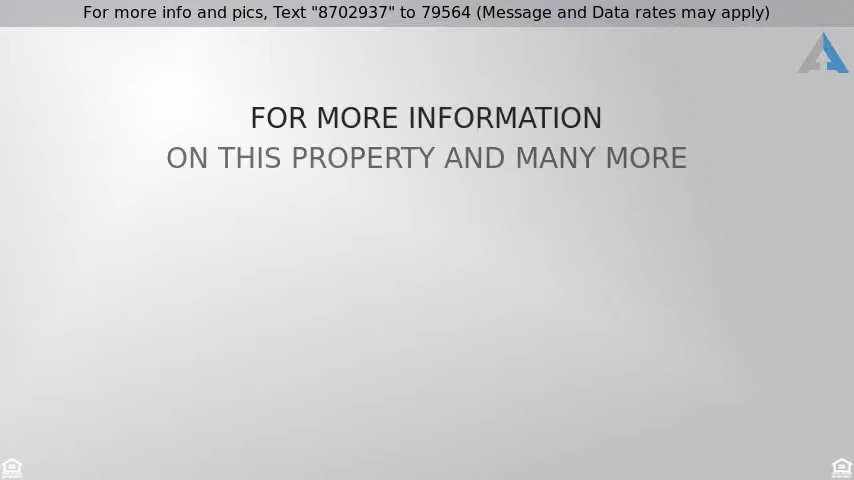 For more info and pics, Text "8702937" to 79564 (Message and Data rates may apply)
FOR MORE INFORMATION
ON THIS PROPERTY AND MANY MORE